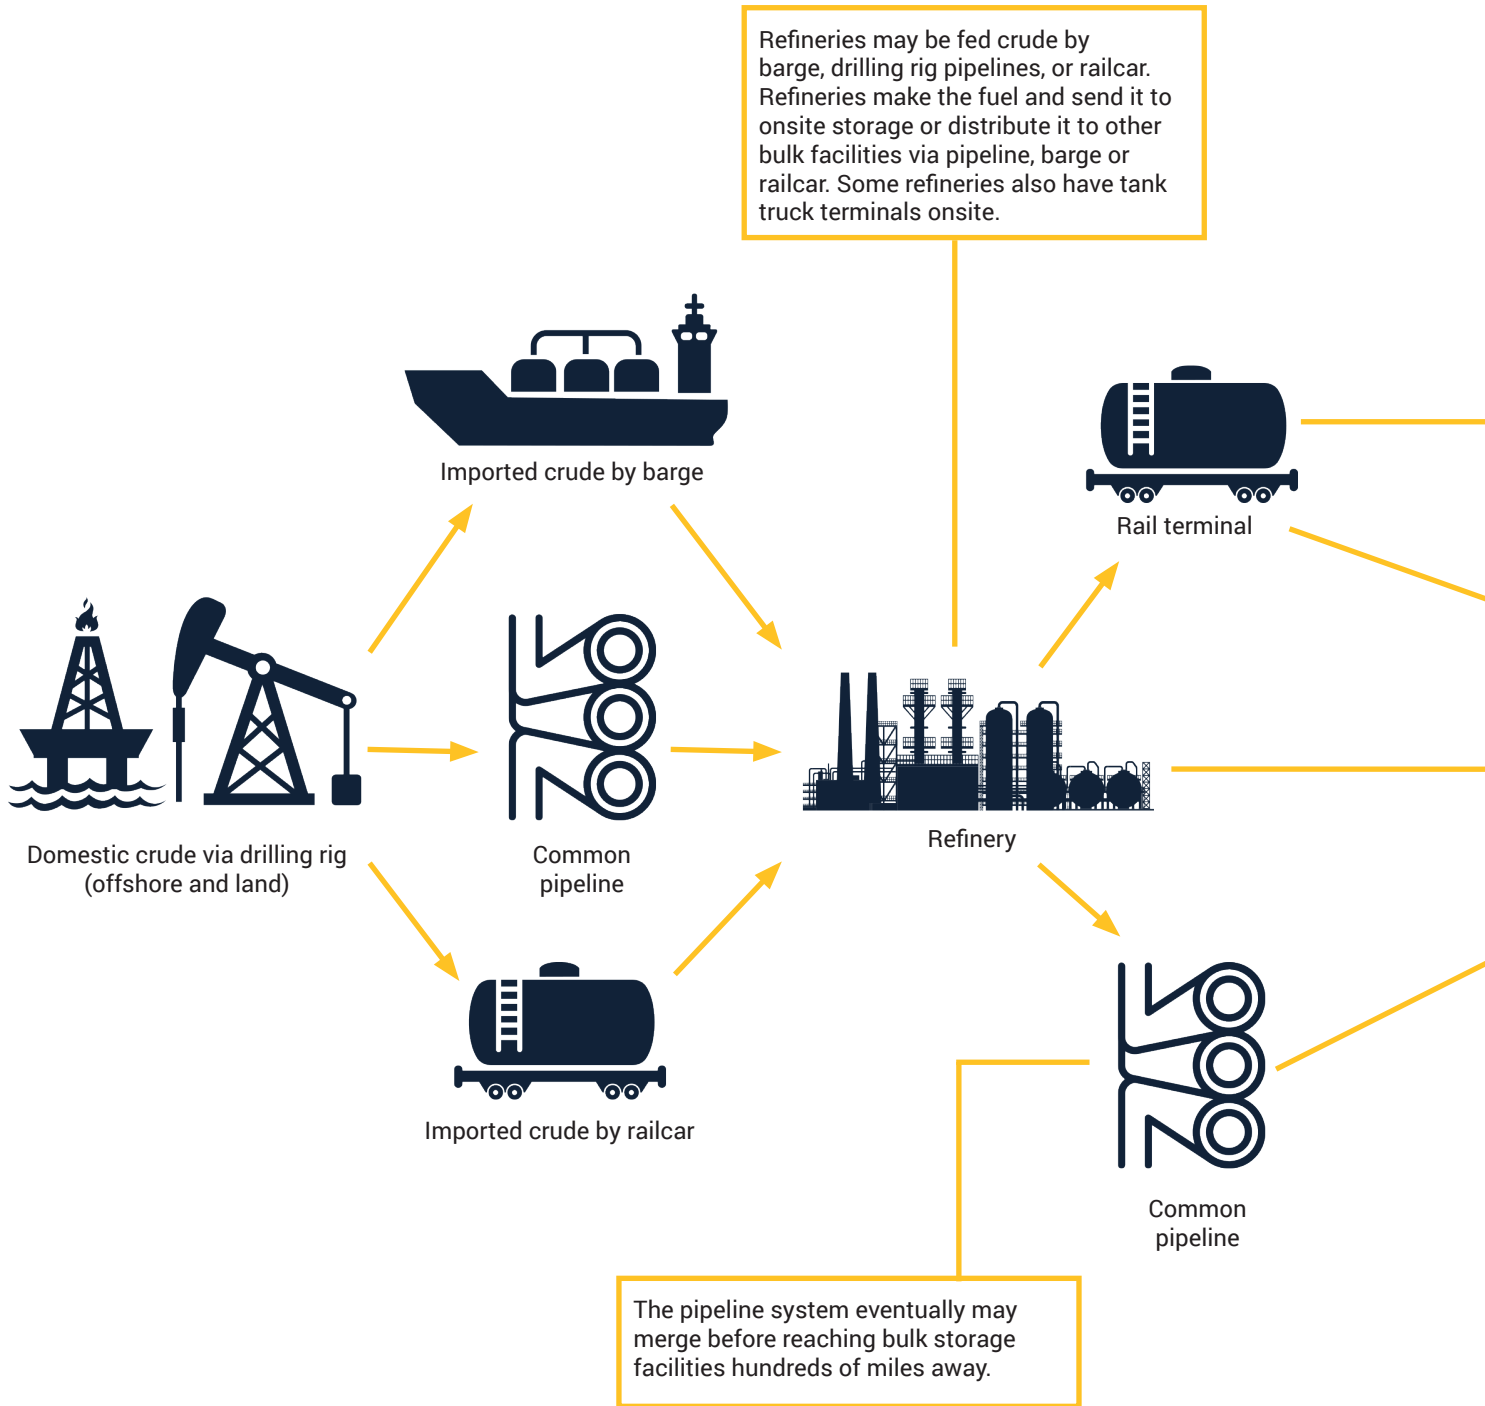 Refineries may be fed crude by
barge, drilling rig pipelines, or railcar.
Refineries make the fuel and send it to
onsite storage or distribute it to other
bulk facilities via pipeline, barge or
railcar. Some refineries also have tank
truck terminals onsite.
Imported crude by barge
Rail terminal
Domestic crude via drilling rig
(offshore and land)
Common
pipeline
Refinery
Imported crude by railcar
Common
pipeline
The pipeline system eventually may
merge before reaching bulk storage
facilities hundreds of miles away.